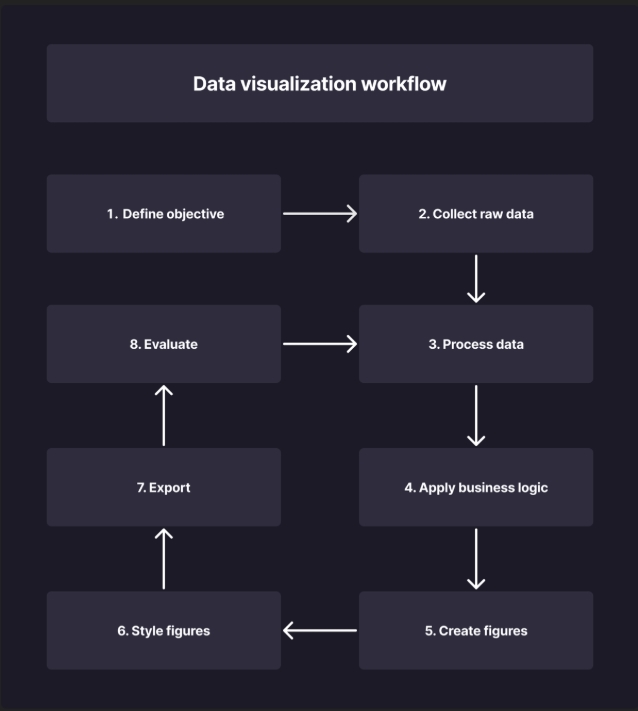 Data visualization workflow
1. Define objective
2. Collect raw data
3. Process data
4. Apply business logic
5. Create figures
6. Style figures
7. Export
8. Evaluate